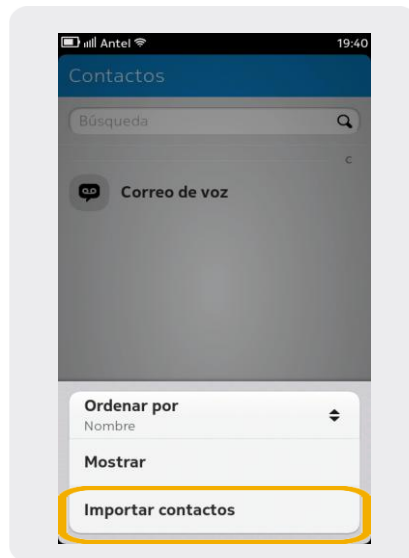 Antel 19:40
Contactos
Búsqueda
C
Correo de voz
Ordenar por
Nombre
Mostrar
Importar contactos